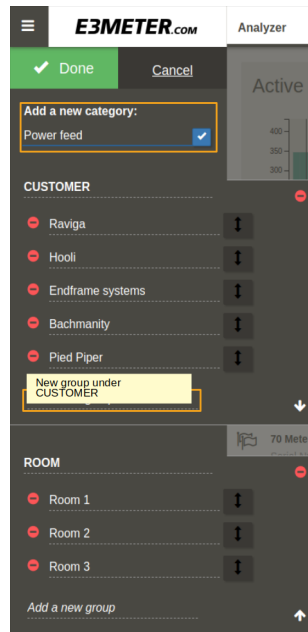 E3METER.COM
Analyzer
Done
Cancel
Active
Add a new category:
Power feed
400
350
300
CUSTOMER
Raviga
Hooli
Endframe systems
Bachmanity
Pied Piper
New group under
CUSTOMER
70 Mete
ROOM
Room 1
Room 2
Room 3
Add a new group